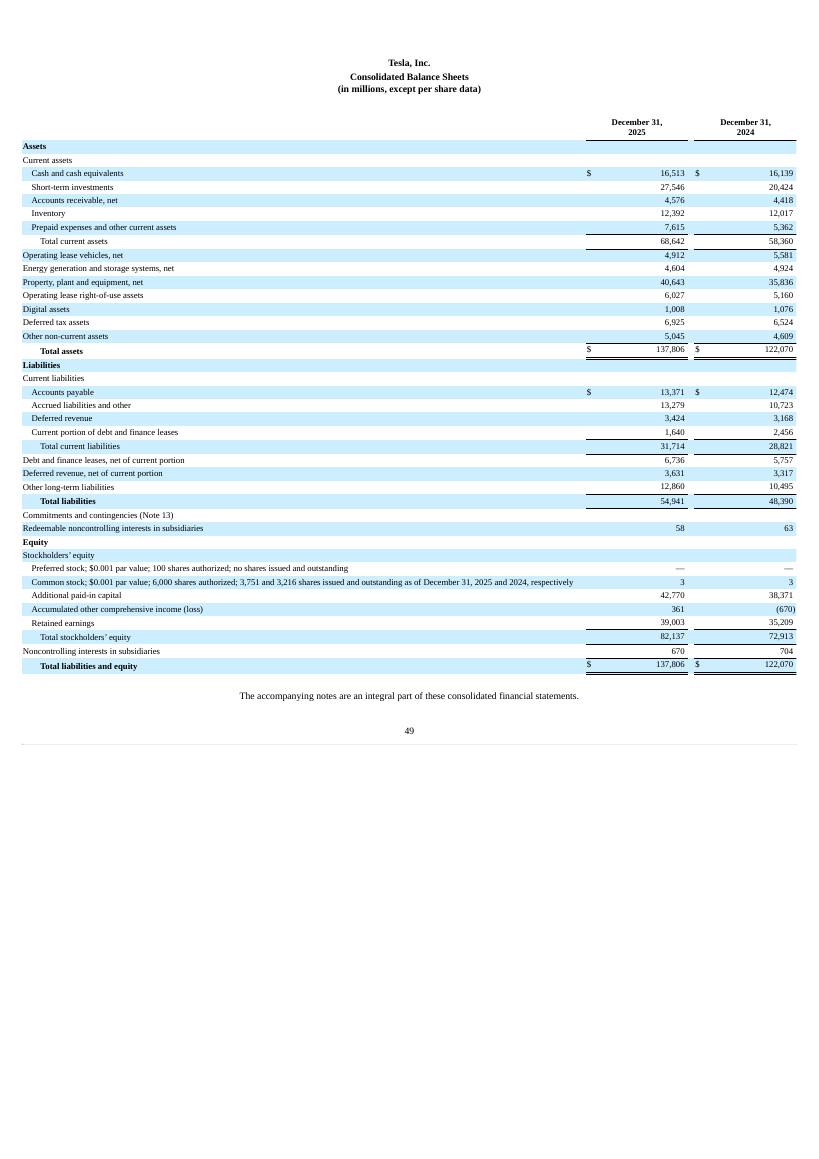 Tesla, Inc.
Consolidated Balance Sheets
(in millions, except per share data)
December 31, 2025 December 31, 2024
Assets
Current assets
Cash and cash equivalents $ 16,513 $ 16,139
Short-term investments 27,546 20,424
Accounts receivable, net 4,576 4,418
Inventory 12,392 12,017
Prepaid expenses and other current assets 7,615 5,362
Total current assets 68,642 58,360
Operating lease vehicles, net 4,912 5,581
Energy generation and storage systems, net 4,604 4,924
Property, plant and equipment, net 40,643 35,836
Operating lease right-of-use assets 6,027 5,160
Digital assets 1,008 1,076
Deferred tax assets 6,925 6,524
Other non-current assets 5,045 4,609
Total assets $ 137,806 $ 122,070
Liabilities
Current liabilities
Accounts payable $ 13,371 $ 12,474
Accrued liabilities and other 13,279 10,723
Deferred revenue 3,424 3,168
Current portion of debt and finance leases 1,640 2,456
Total current liabilities 31,714 28,821
Debt and finance leases, net of current portion 6,736 5,757
Deferred revenue, net of current portion 3,631 3,317
Other long-term liabilities 12,860 10,495
Total liabilities 54,941 48,390
Commitments and contingencies (Note 13)
Redeemable noncontrolling interests in subsidiaries 58 63
Equity
Stockholders’ equity
Preferred stock; $0.001 par value; 100 shares authorized; no shares issued and outstanding — —
Common stock; $0.001 par value; 6,000 shares authorized; 3,751 and 3,216 shares issued and outstanding as of December 31, 2025 and 2024, respectively 3 3
Additional paid-in capital 42,770 38,371
Accumulated other comprehensive income (loss) 361 (670)
Retained earnings 39,003 35,209
Total stockholders’ equity 82,137 72,913
Noncontrolling interests in subsidiaries 670 704
Total liabilities and equity $ 137,806 $ 122,070
The accompanying notes are an integral part of these consolidated financial statements.
49